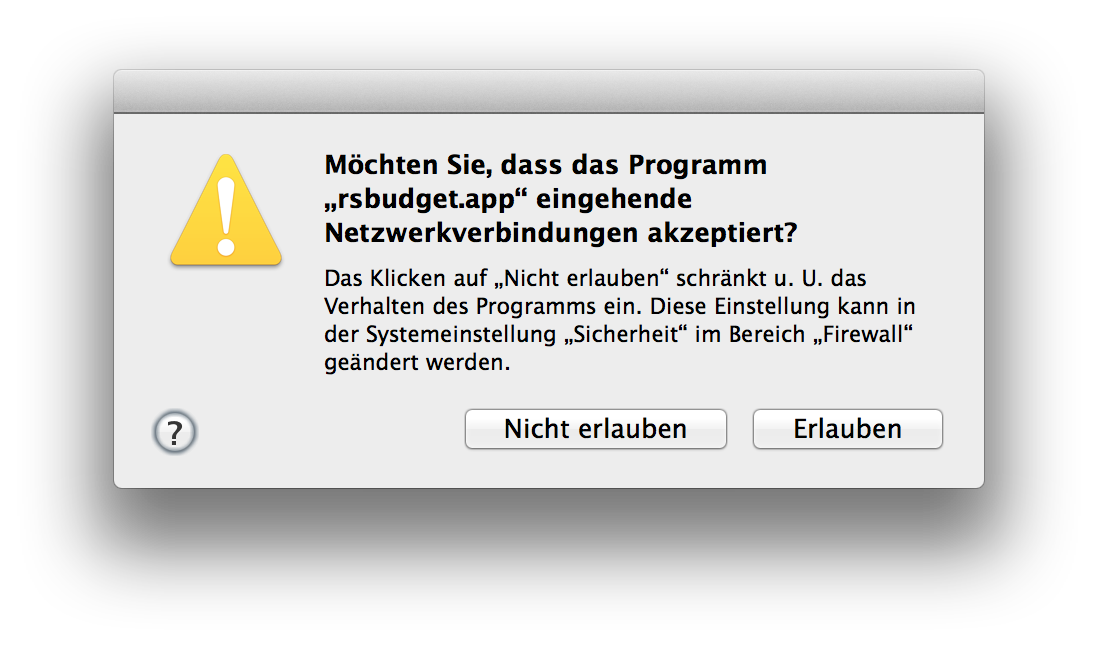 Möchten Sie, dass das Programm
„rsbudget.app“ eingehende
Netzwerkverbindungen akzeptiert?
Das Klicken auf „Nicht erlauben“ schränkt u. U. das
Verhalten des Programms ein. Diese Einstellung kann in
der Systemeinstellung „Sicherheit“ im Bereich „Firewall“
geändert werden.
?
Nicht erlauben
Erlauben